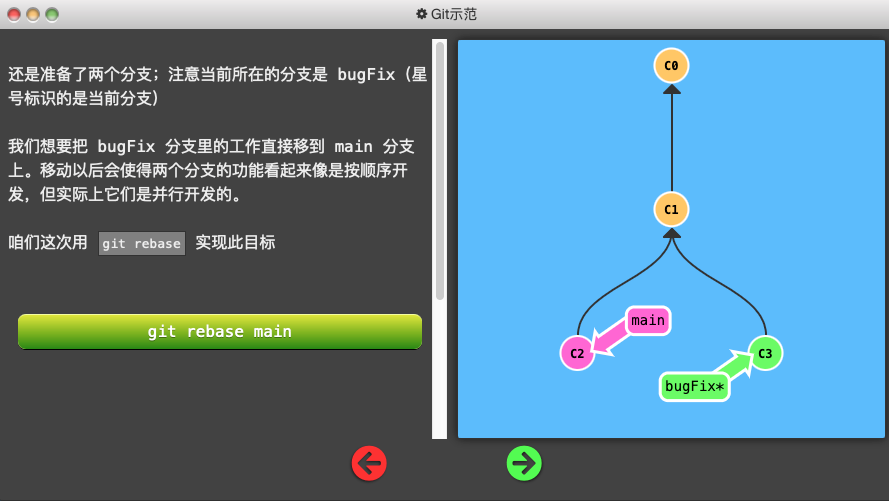 Git示范
还是准备了两个分支；注意当前所在的分支是 bugFix（星
号标识的是当前分支）
我们想要把 bugFix 分支里的工作直接移到 main 分支
上。移动以后会使得两个分支的功能看起来像是按顺序开
发，但实际上它们是并行开发的。
咱们这次用 git rebase 实现此目标
git rebase main
C0
C1
main
C2
C3
bugFix*